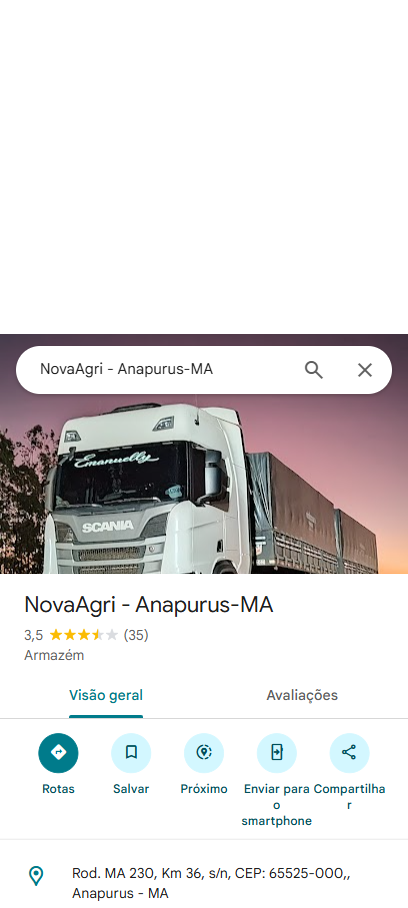 NovaAgri - Anapurus-MA
Emanuelly
SCANIA
NovaAgri - Anapurus-MA
3,5 (35)
Armazém
Visão geral Avaliações
Rotas Salvar Próximo Enviar para Compartilha
o r
smartphone
Rod. MA 230, Km 36, s/n, CEP: 65525-000,,
Anapurus - MA